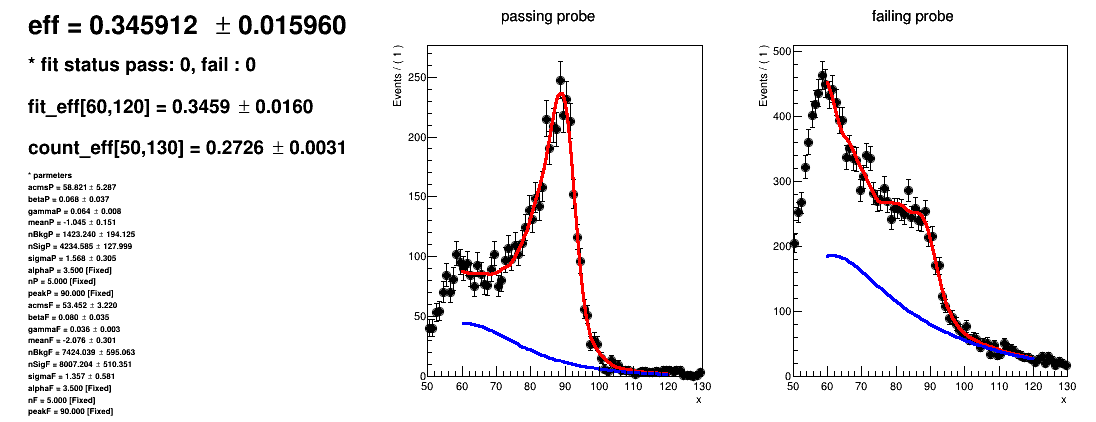 eff = 0.345912 ± 0.015960
* fit status pass: 0, fail : 0
fit_eff[60,120] = 0.3459 ± 0.0160
count_eff[50,130] = 0.2726 ± 0.0031
* parmeters
acmsP = 58.821 ± 5.287
betaP = 0.068 ± 0.037
gammaP = 0.064 ± 0.008
meanP = -1.045 ± 0.151
nBkgP = 1423.240 ± 194.125
nSigP = 4234.585 ± 127.999
sigmaP = 1.568 ± 0.305
alphaP = 3.500 [Fixed]
nP = 5.000 [Fixed]
peakP = 90.000 [Fixed]
acmsF = 53.452 ± 3.220
betaF = 0.080 ± 0.035
gammaF = 0.036 ± 0.003
meanF = -2.076 ± 0.301
nBkgF = 7424.039 ± 595.063
nSigF = 8007.204 ± 510.351
sigmaF = 1.357 ± 0.581
alphaF = 3.500 [Fixed]
nF = 5.000 [Fixed]
peakF = 90.000 [Fixed]
passing probe
Events / ( 1 )
250
200
150
100
50
0
50 60 70 80 90 100 110 120 130
x
failing probe
Events / ( 1 )
500
400
300
200
100
0
50 60 70 80 90 100 110 120 130
x